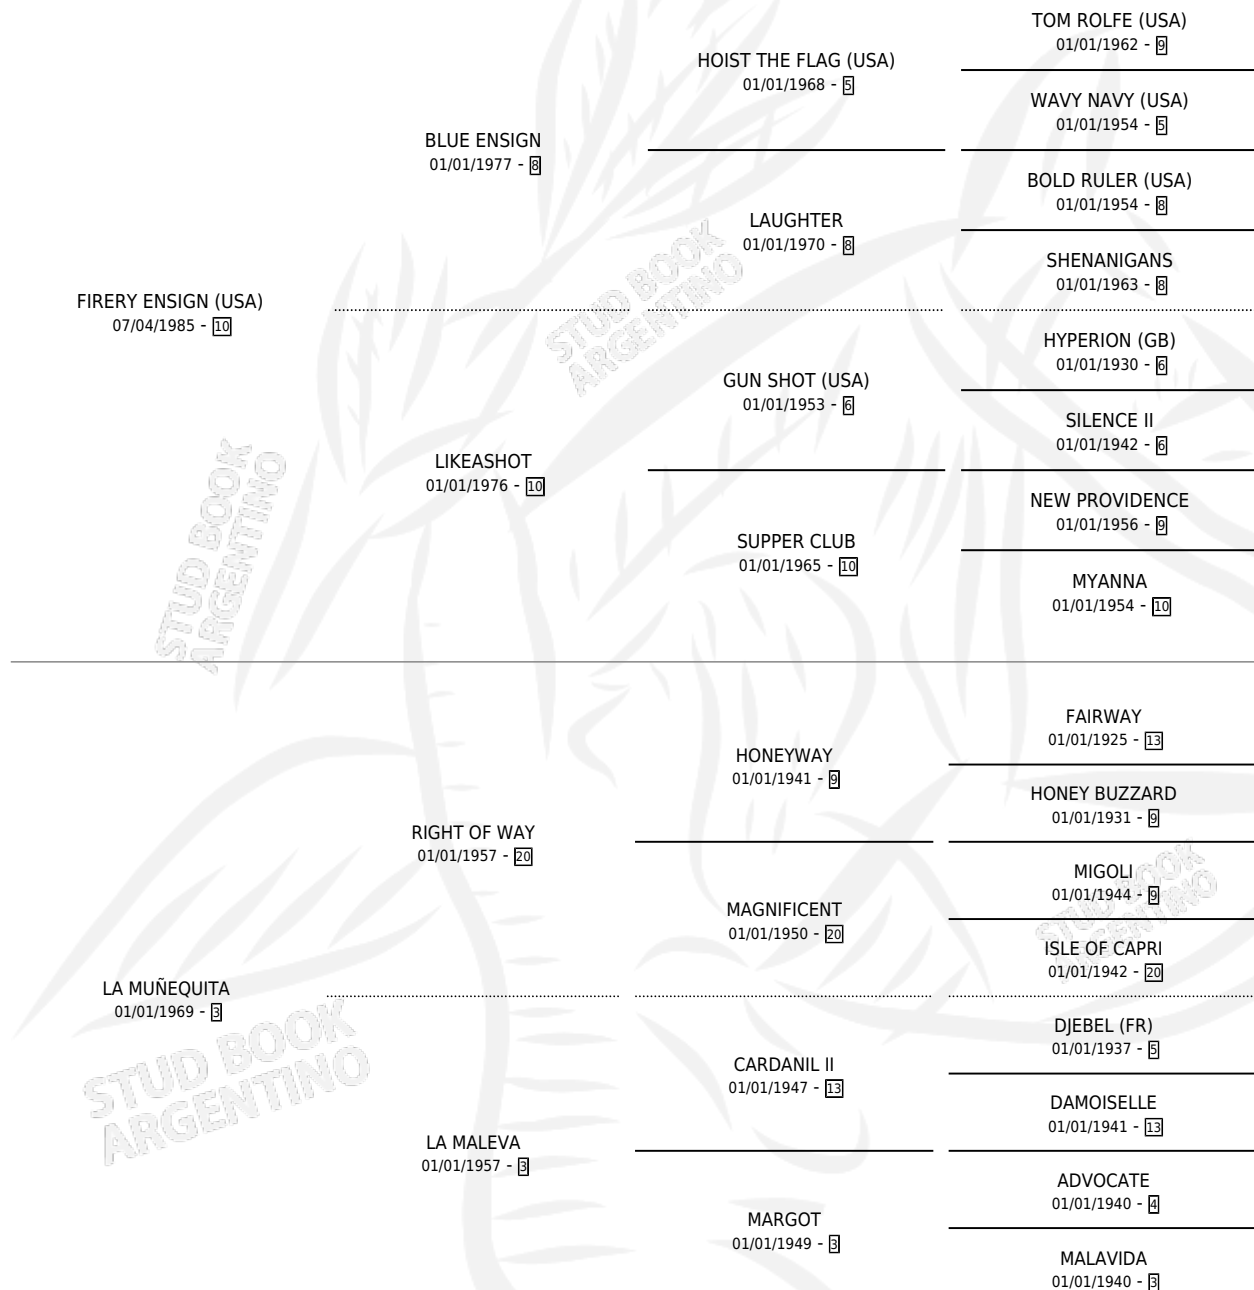 TOM ROLFE (USA)
01/01/1962 - 9
HOIST THE FLAG (USA)
01/01/1968 - 5
WAVY NAVY (USA)
01/01/1954 - 5
BLUE ENSIGN
01/01/1977 - 8
BOLD RULER (USA)
01/01/1954 - 8
LAUGHTER
01/01/1970 - 8
SHENANIGANS
01/01/1963 - 8
FIRERY ENSIGN (USA)
07/04/1985 - 10
HYPERION (GB)
01/01/1930 - 6
GUN SHOT (USA)
01/01/1953 - 6
SILENCE II
01/01/1942 - 6
LIKEASHOT
01/01/1976 - 10
NEW PROVIDENCE
01/01/1956 - 9
SUPPER CLUB
01/01/1965 - 10
MYANNA
01/01/1954 - 10
FAIRWAY
01/01/1925 - 13
HONEYWAY
01/01/1941 - 9
HONEY BUZZARD
01/01/1931 - 9
RIGHT OF WAY
01/01/1957 - 20
MIGOLI
01/01/1944 - 9
MAGNIFICENT
01/01/1950 - 20
ISLE OF CAPRI
01/01/1942 - 20
LA MUÑEQUITA
01/01/1969 - 3
DJEBEL (FR)
01/01/1937 - 5
CARDANIL II
01/01/1947 - 13
DAMOISELLE
01/01/1941 - 13
LA MALEVA
01/01/1957 - 3
ADVOCATE
01/01/1940 - 4
MARGOT
01/01/1949 - 3
MALAVIDA
01/01/1940 - 3
STUD BOOK
ARGENTINO
STUD BOOK
ARGENTINO
STUD BOOK
ARGENTINO
STUD BOOK
ARGENTINO